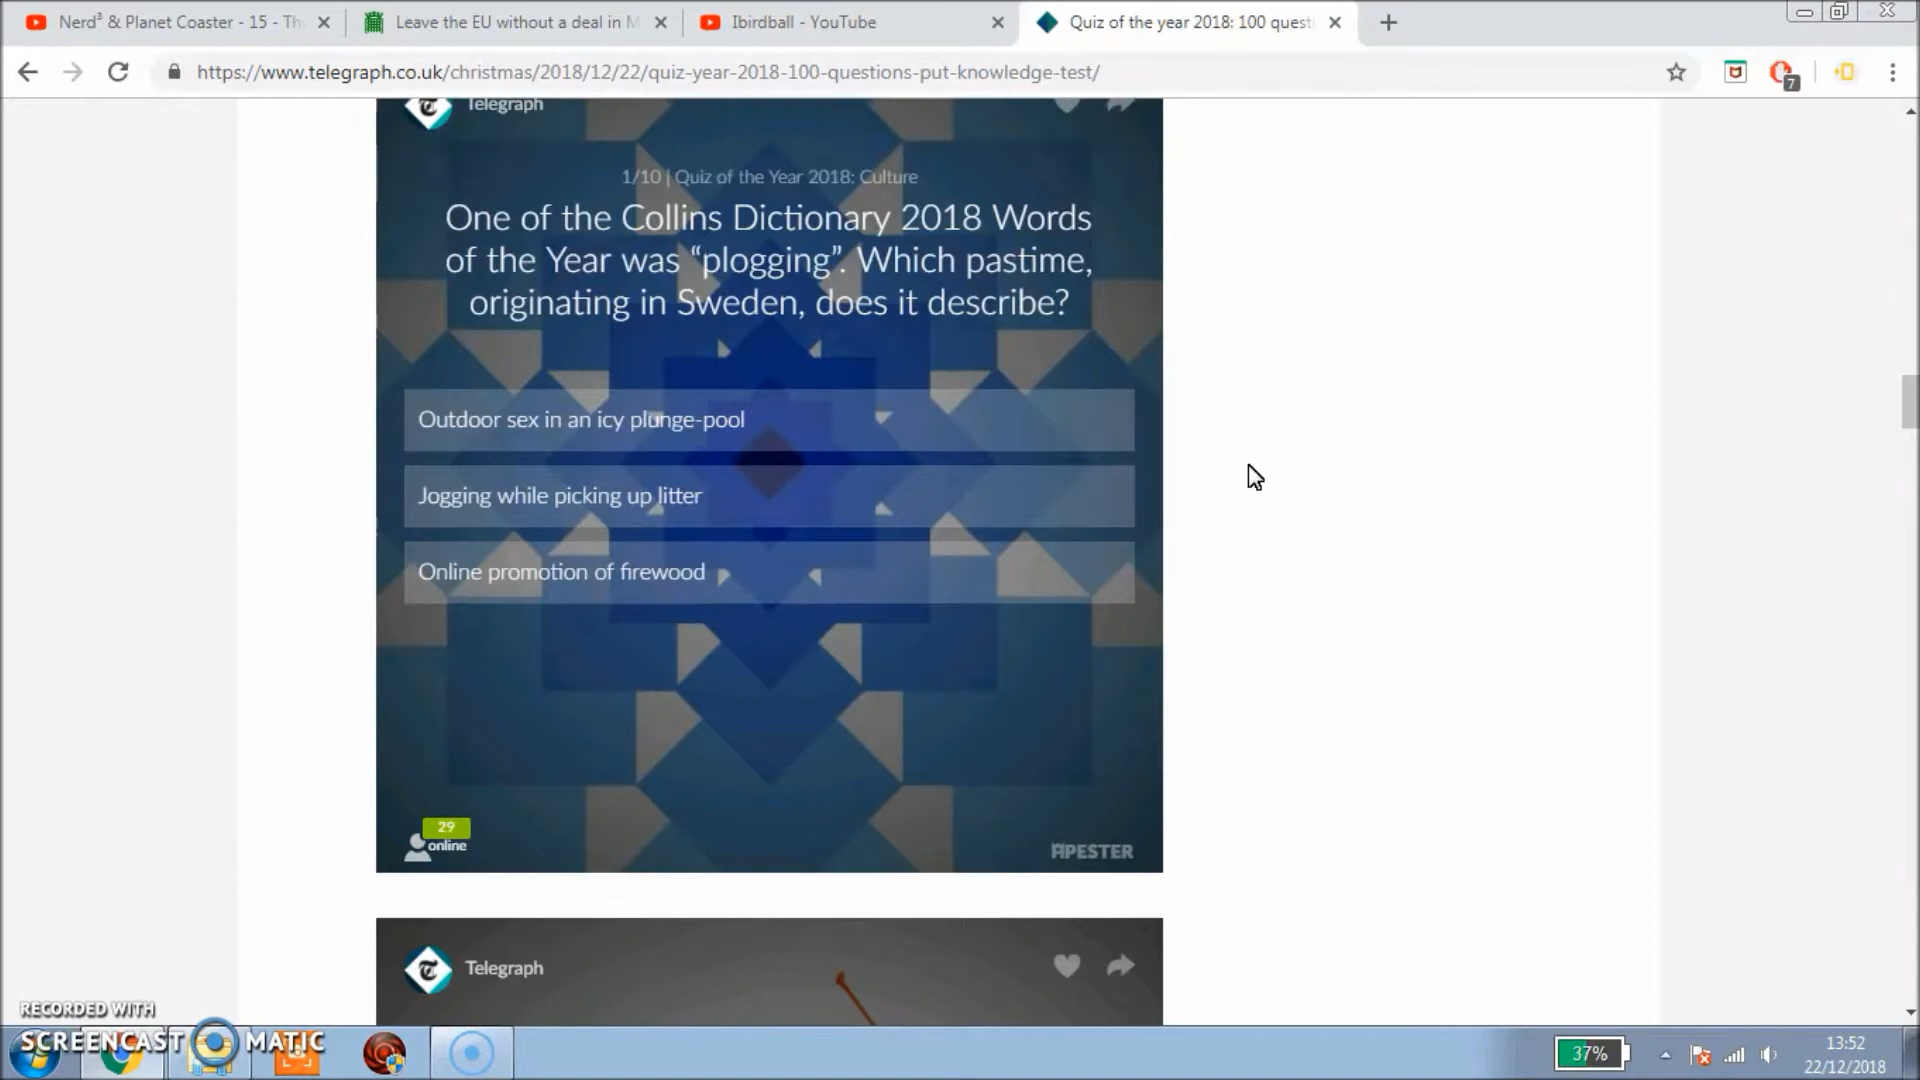 Nerd³ & Planet Coaster - 15 - Th
Leave the EU without a deal in M
Ibirdball - YouTube
Quiz of the year 2018: 100 quest
https://www.telegraph.co.uk/christmas/2018/12/22/quiz-year-2018-100-questions-put-knowledge-test/
7
Telegraph
1/10 | Quiz of the Year 2018: Culture
One of the Collins Dictionary 2018 Words
of the Year was “plogging”. Which pastime,
originating in Sweden, does it describe?
Outdoor sex in an icy plunge-pool
Jogging while picking up litter
Online promotion of firewood
29
online
APESTER
Telegraph
RECORDED WITH
SCREENCAST MATIC
37%
13:52
22/12/2018